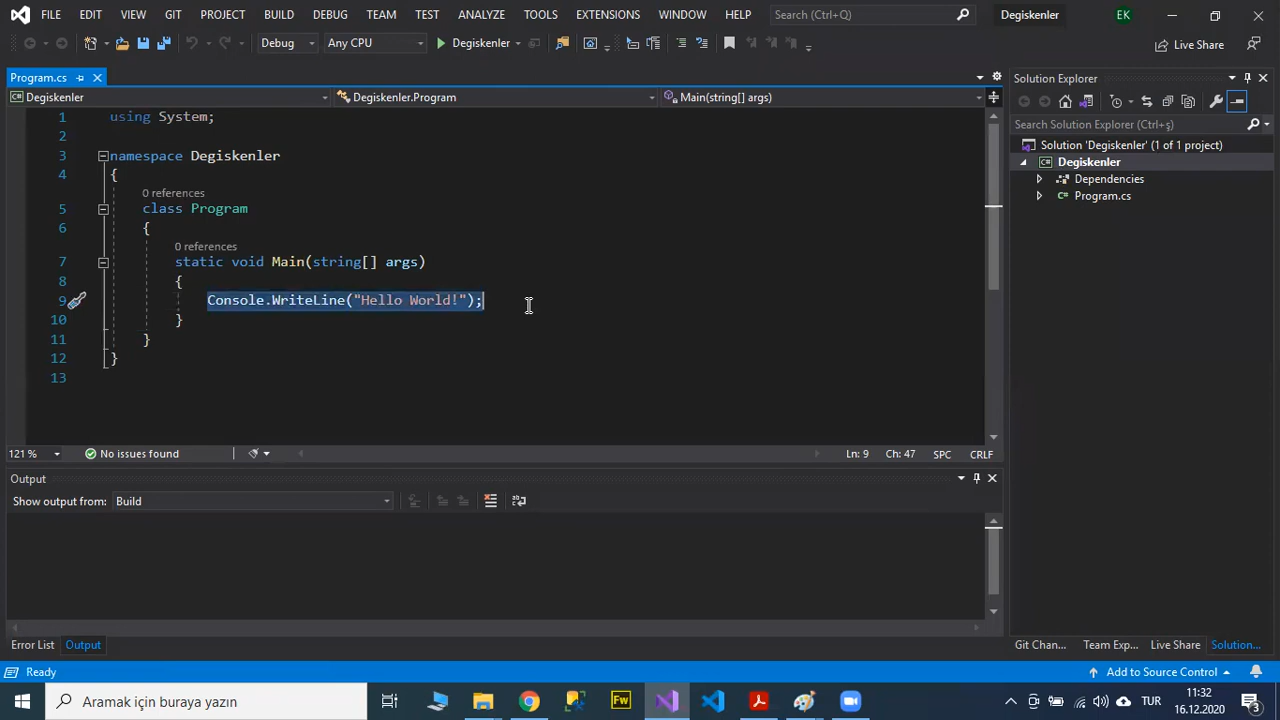 FILE EDIT VIEW GIT PROJECT BUILD DEBUG TEAM TEST ANALYZE TOOLS EXTENSIONS WINDOW HELP Search (Ctrl+Q) Degiskenler EK
Debug Any CPU Degiskenler Live Share
Program.cs
Degiskenler Degiskenler.Program Main(string[] args)
1 using System;
2
3 namespace Degiskenler
4 {
0 references
5 class Program
6 {
0 references
7 static void Main(string[] args)
8 {
9 Console.WriteLine("Hello World!");
10 }
11 }
12 }
13
121 % No issues found Ln: 9 Ch: 47 SPC CRLF
Output
Show output from: Build
Error List Output
Solution Explorer
Search Solution Explorer (Ctrl+ş)
Solution 'Degiskenler' (1 of 1 project)
Degiskenler
Dependencies
C# Program.cs
Git Chan... Team Exp... Live Share Solution...
Ready Add to Source Control
Aramak için buraya yazın Fw TUR 11:32
16.12.2020 3